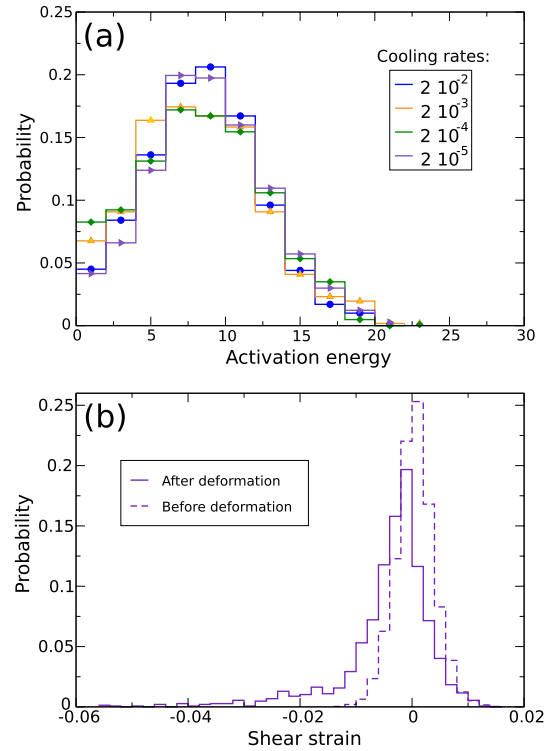 (a)
0.25
0.2
0.15
0.1
0.05
0
Probability
Cooling rates:
2 10⁻²
2 10⁻³
2 10⁻⁴
2 10⁻⁵
0 5 10 15 20 25 30
Activation energy
(b)
0.25
0.2
0.15
0.1
0.05
0
Probability
After deformation
Before deformation
-0.06 -0.04 -0.02 0 0.02
Shear strain